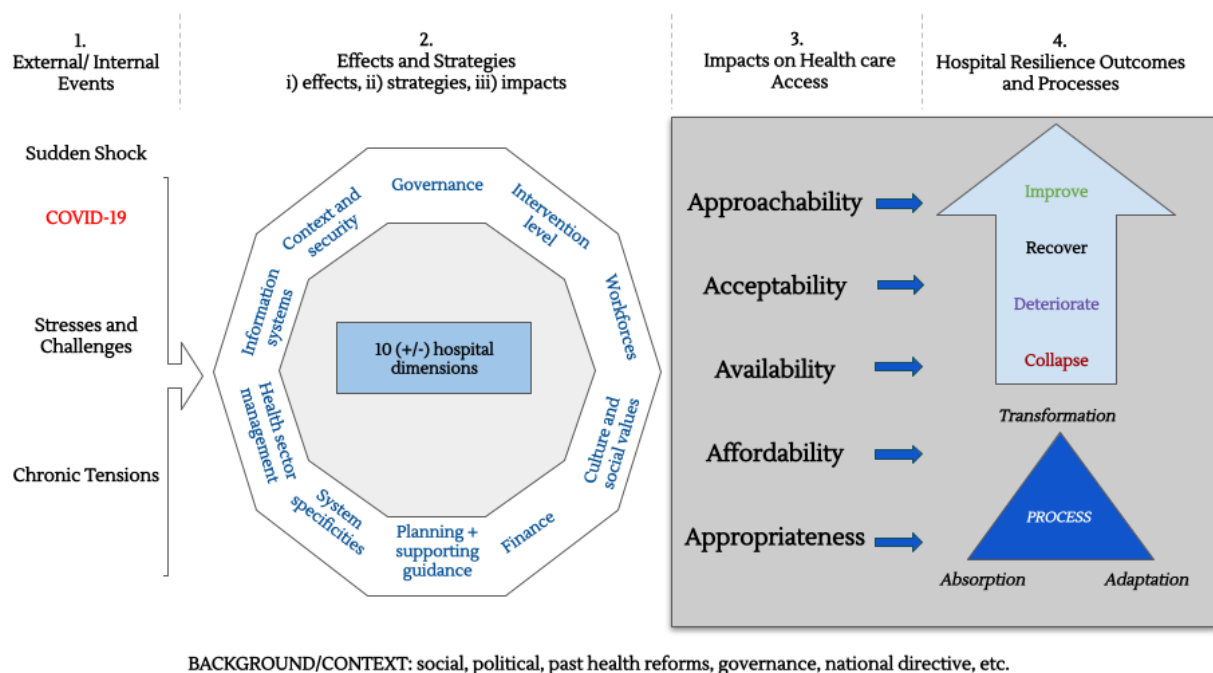 1.
External/ Internal
Events
2.
Effects and Strategies
i) effects, ii) strategies, iii) impacts
3.
Impacts on Health care
Access
4.
Hospital Resilience Outcomes
and Processes
Sudden Shock
COVID-19
Stresses and
Challenges
Chronic Tensions
Governance
Intervention
level
Workforces
Culture and
social values
Finance
Planning +
supporting
guidance
System
specificities
Health sector
management
Information
systems
Context and
security
10 (+/-) hospital
dimensions
Approachability
Acceptability
Availability
Affordability
Appropriateness
Improve
Recover
Deteriorate
Collapse
Transformation
PROCESS
Absorption
Adaptation
BACKGROUND/CONTEXT: social, political, past health reforms, governance, national directive, etc.